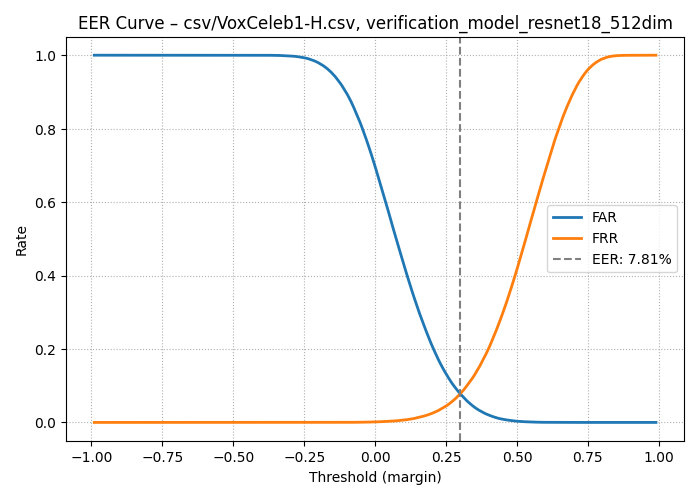 EER Curve – csv/VoxCeleb1-H.csv, verification_model_resnet18_512dim
1.0
0.8
0.6
0.4
0.2
0.0
Rate
FAR
FRR
EER: 7.81%
−1.00 −0.75 −0.50 −0.25 0.00 0.25 0.50 0.75 1.00
Threshold (margin)